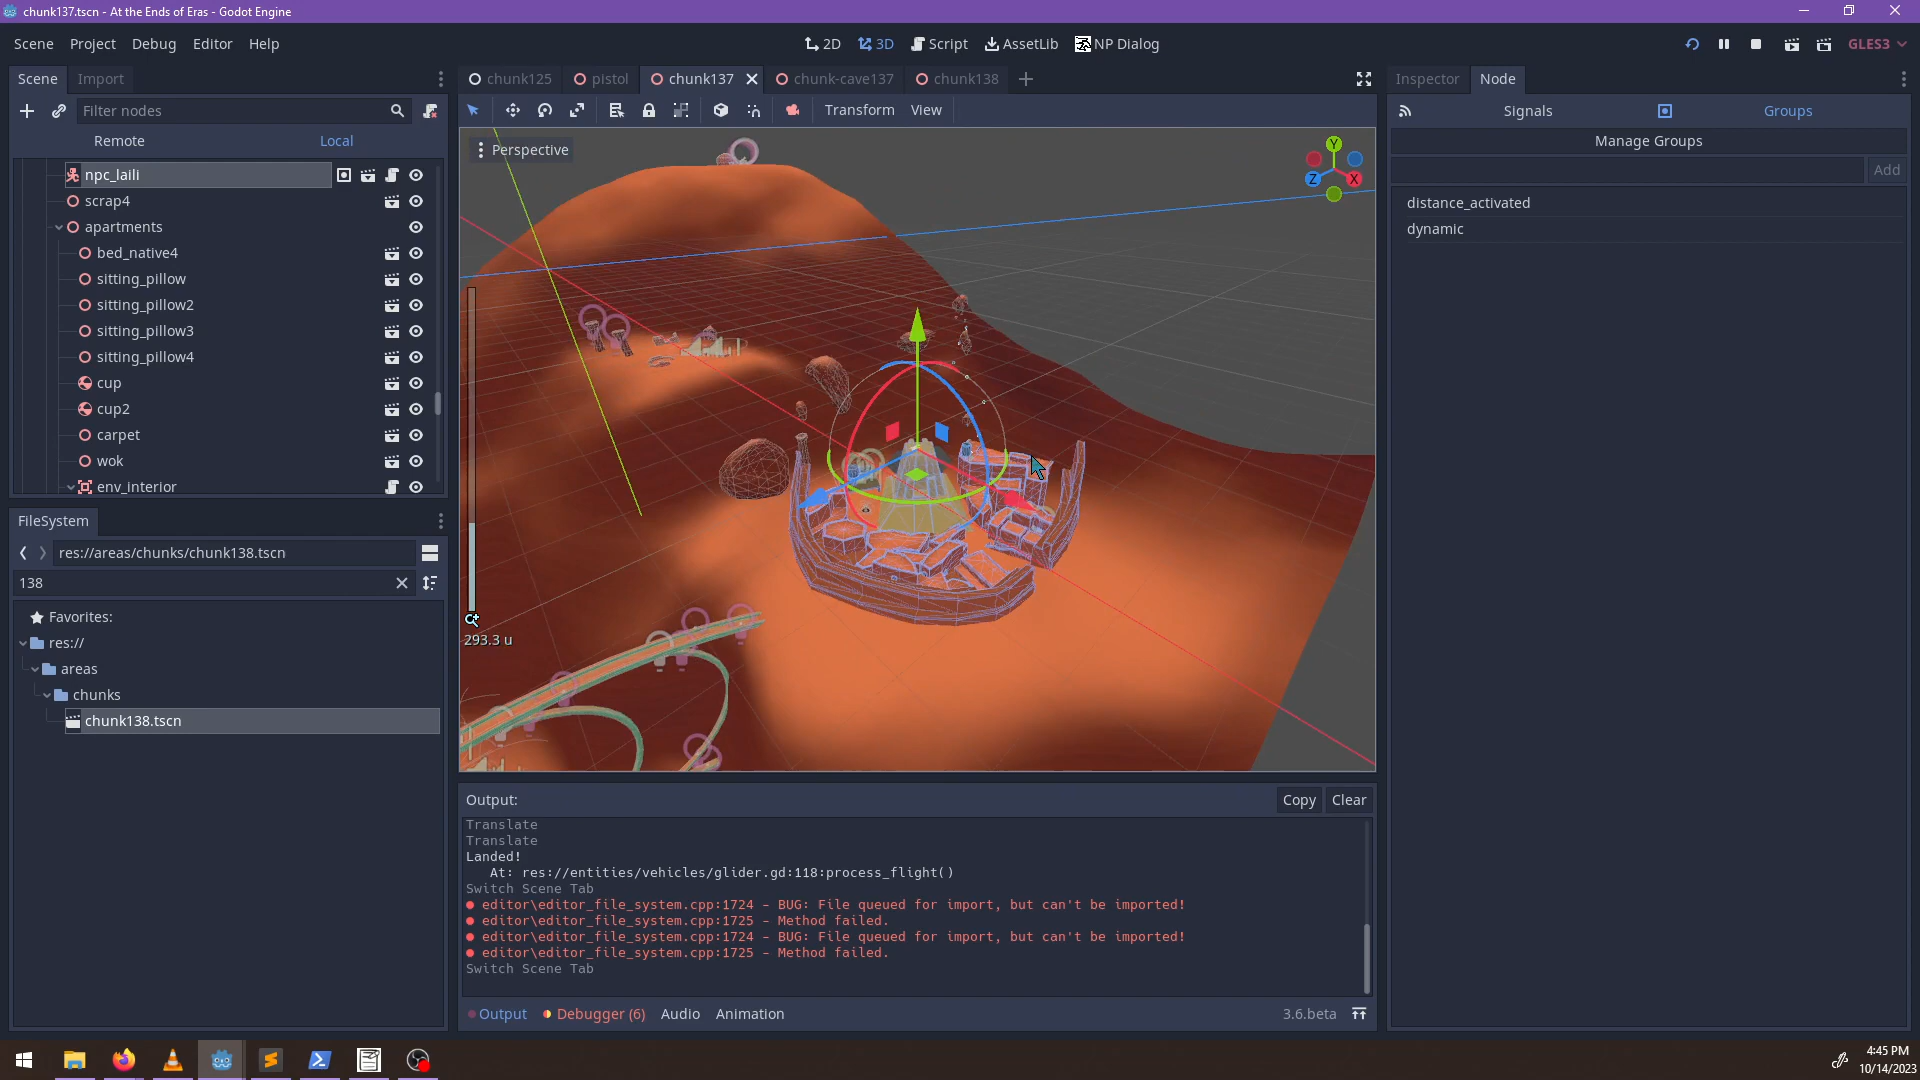 chunk137.tscn - At the Ends of Eras - Godot Engine
Scene Project Debug Editor Help
2D 3D Script AssetLib NP Dialog
GLES3
Scene Import
chunk125 pistol chunk137 chunk-cave137 chunk138
Inspector Node
Filter nodes
Transform View
Signals Groups
Remote Local
Manage Groups
Perspective
Y
Z
X
Add
npc_laili
scrap4
apartments
bed_native4
sitting_pillow
sitting_pillow2
sitting_pillow3
sitting_pillow4
cup
cup2
carpet
wok
env_interior
distance_activated
dynamic
293.3 u
FileSystem
res://areas/chunks/chunk138.tscn
138
Favorites:
res://
areas
chunks
chunk138.tscn
Output:
Copy Clear
Translate
Translate
Landed!
At: res://entities/vehicles/glider.gd:118:process_flight()
Switch Scene Tab
editor\editor_file_system.cpp:1724 - BUG: File queued for import, but can't be imported!
editor\editor_file_system.cpp:1725 - Method failed.
editor\editor_file_system.cpp:1724 - BUG: File queued for import, but can't be imported!
editor\editor_file_system.cpp:1725 - Method failed.
Switch Scene Tab
Output Debugger (6) Audio Animation
3.6.beta
4:45 PM
10/14/2023